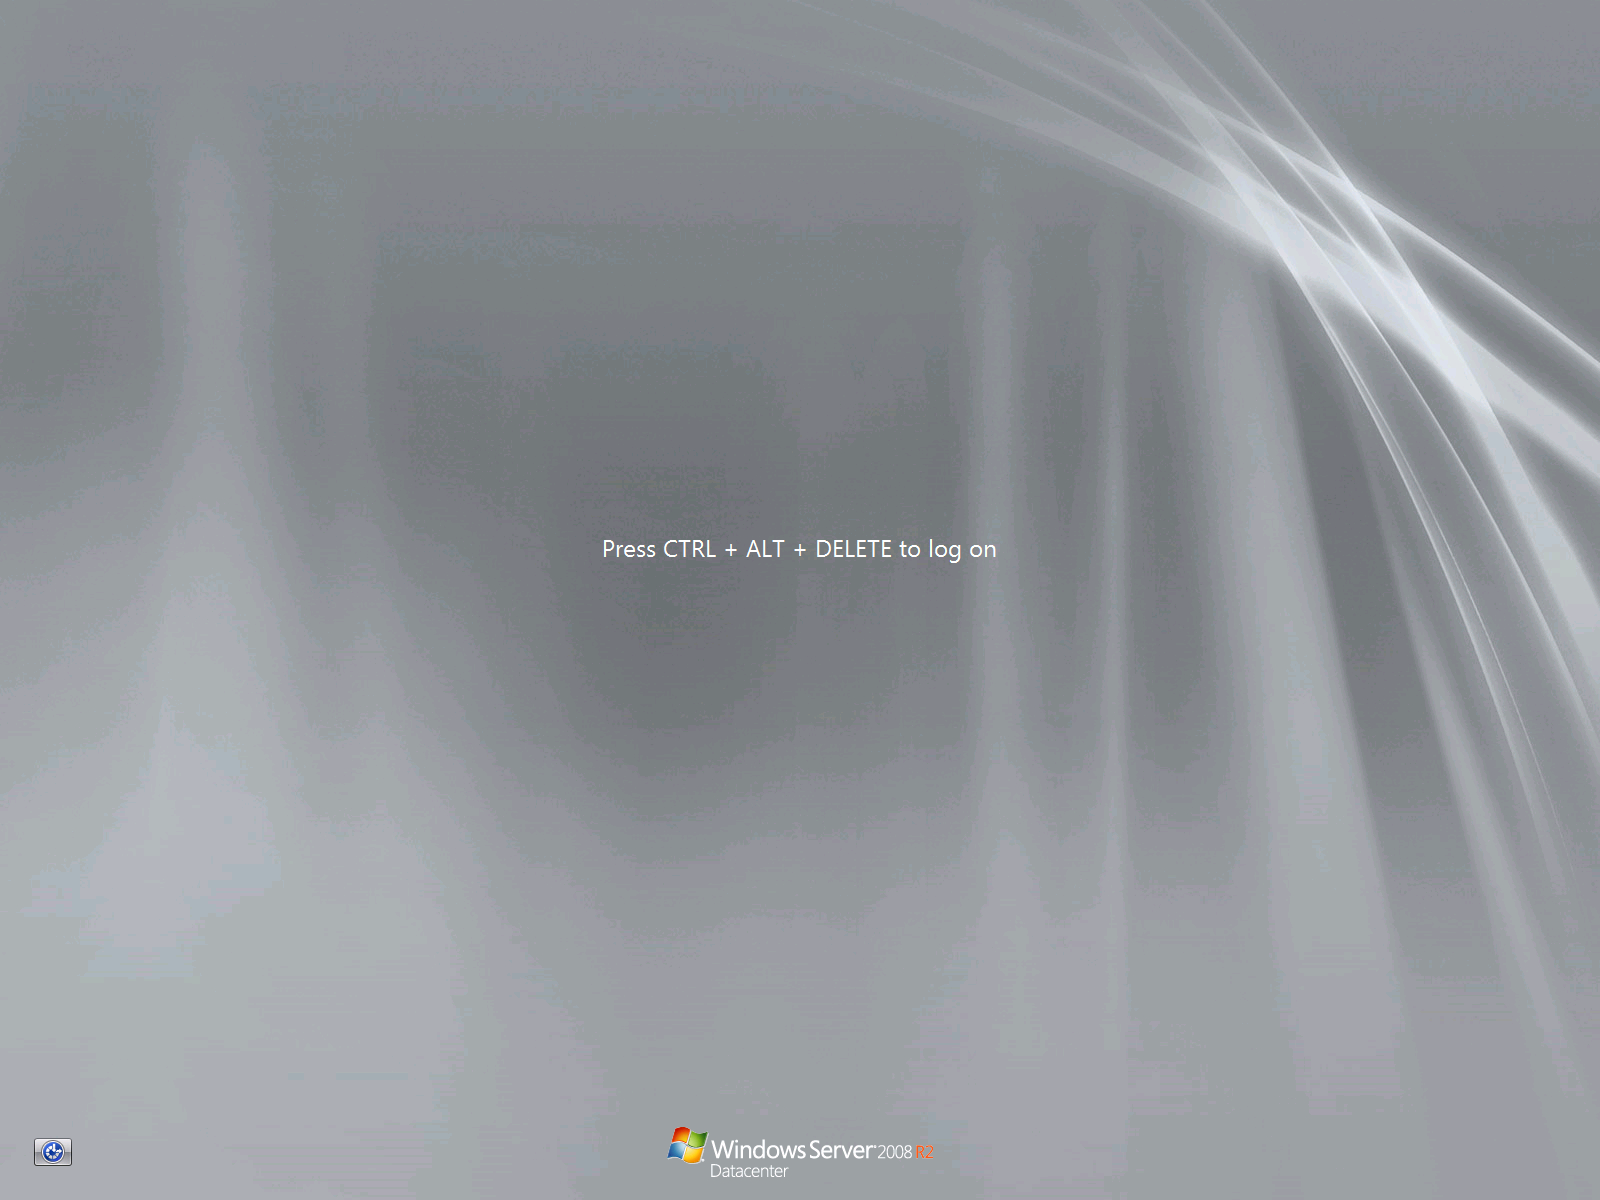 Press CTRL + ALT + DELETE to log on
Windows Server 2008 R2
Datacenter